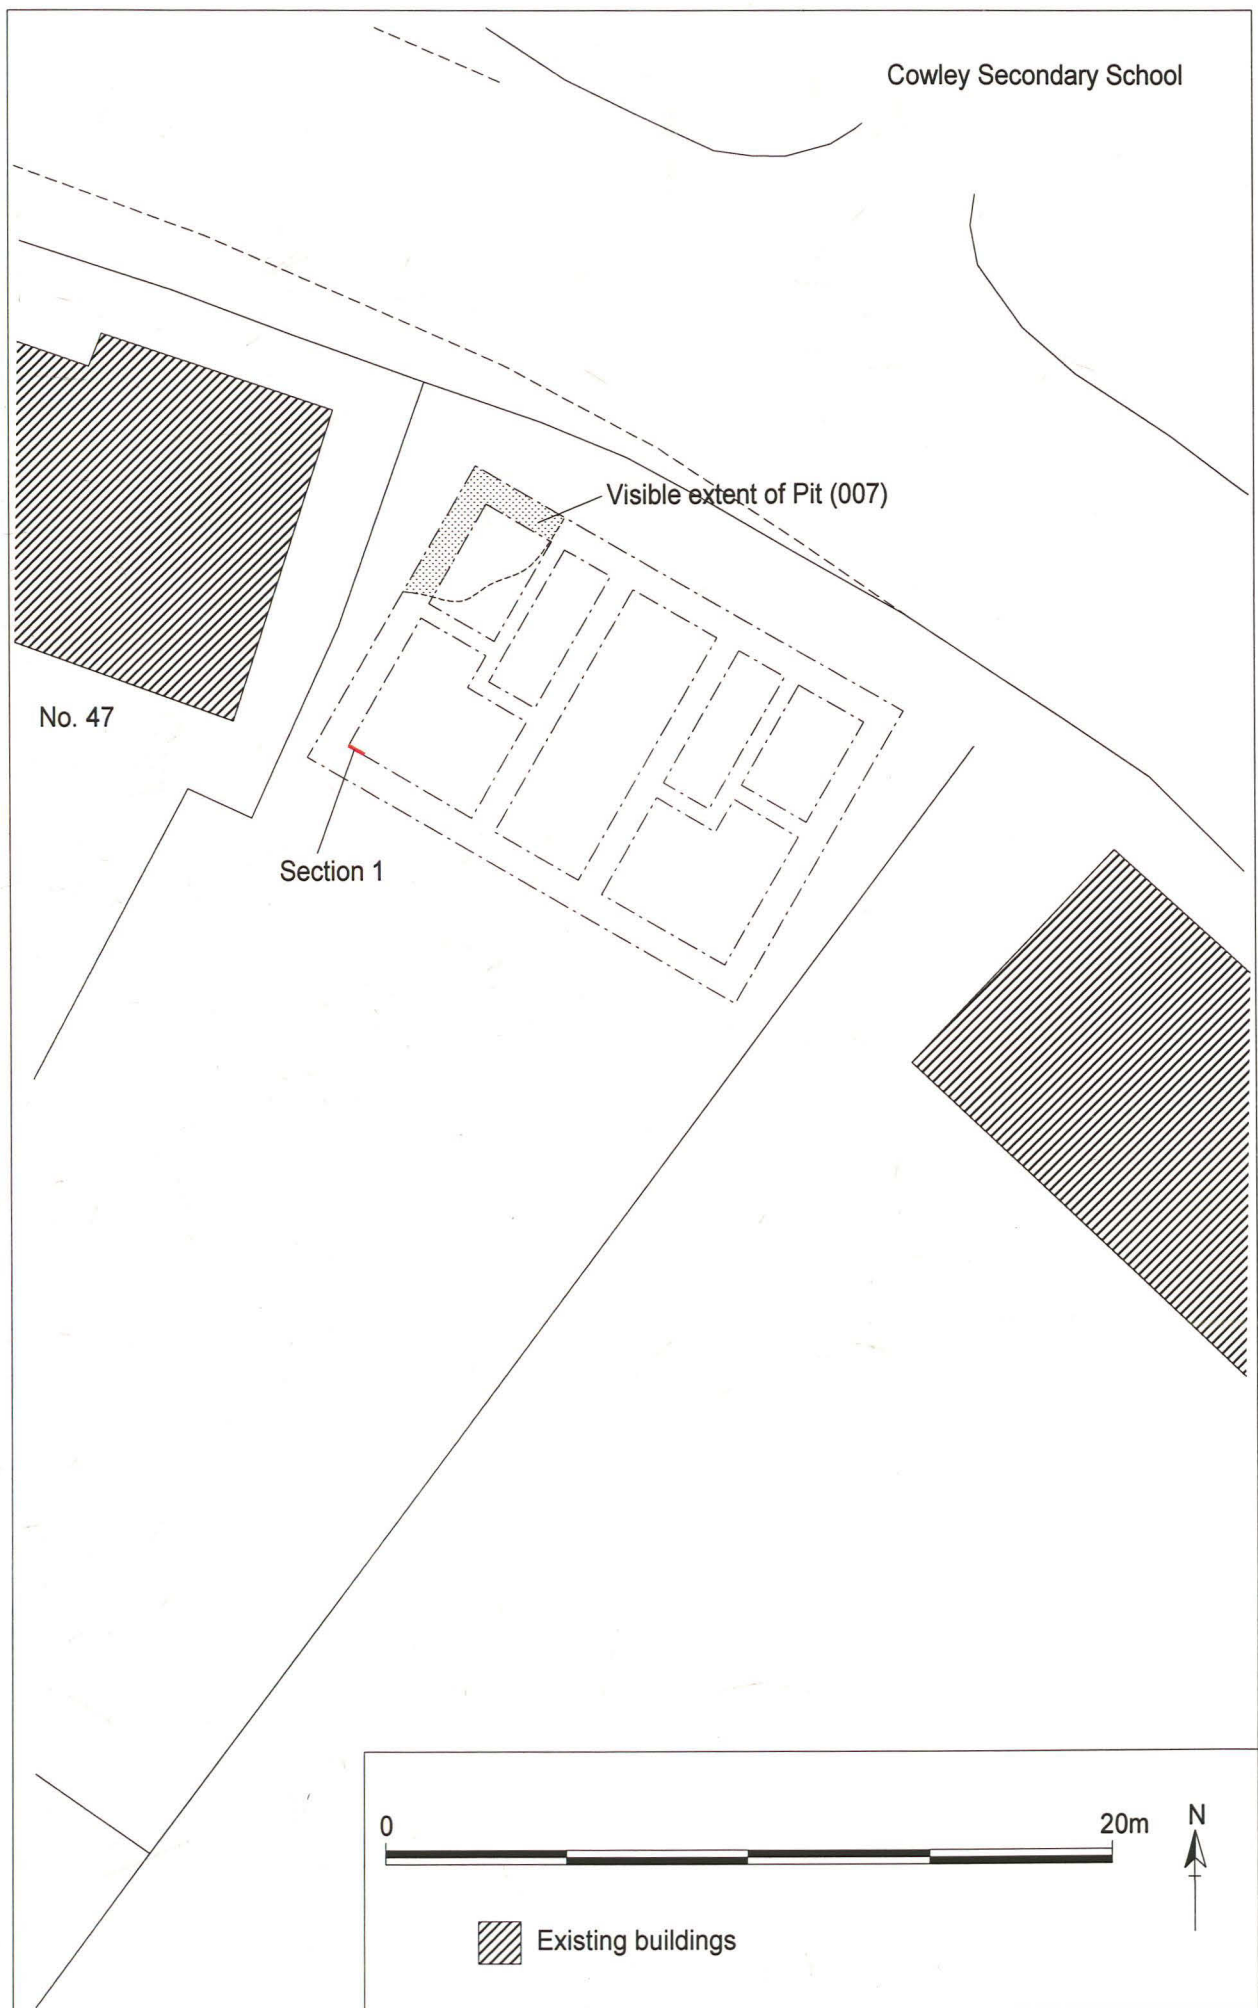 Cowley Secondary School
Visible extent of Pit (007)
No. 47
Section 1
0
20m
N
Existing buildings